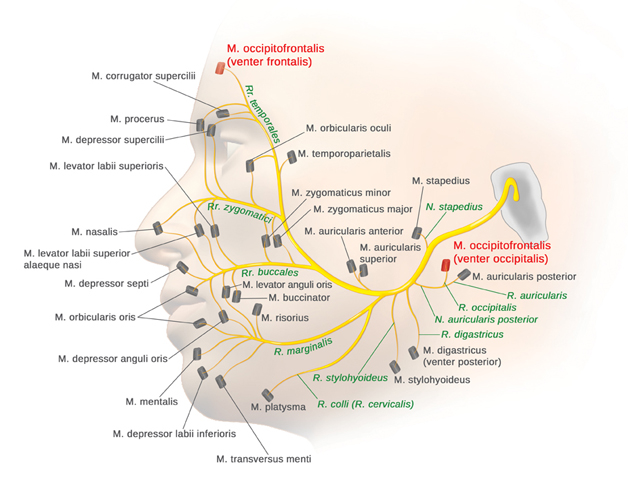 M. occipitofrontalis
(venter frontalis)
M. corrugator supercilii
Rr. temporales
M. procerus
M. orbicularis oculi
M. depressor supercilii
M. temporoparietalis
M. levator labii superioris
M. stapedius
M. zygomaticus minor
Rr. zygomatici
M. zygomaticus major
N. stapedius
M. nasalis
M. auricularis anterior
M. auricularis
superior
M. occipitofrontalis
(venter occipitalis)
M. levator labii superior
alaeque nasi
Rr. buccales
M. auricularis posterior
M. depressor septi
M. levator anguli oris
M. buccinator
R. auricularis
R. occipitalis
M. orbicularis oris
M. risorius
N. auricularis posterior
R. digastricus
R. marginalis
M. depressor anguli oris
M. digastricus
(venter posterior)
R. stylohyoideus
M. stylohyoideus
M. mentalis
M. platysma
R. colli (R. cervicalis)
M. depressor labii inferioris
M. transversus menti